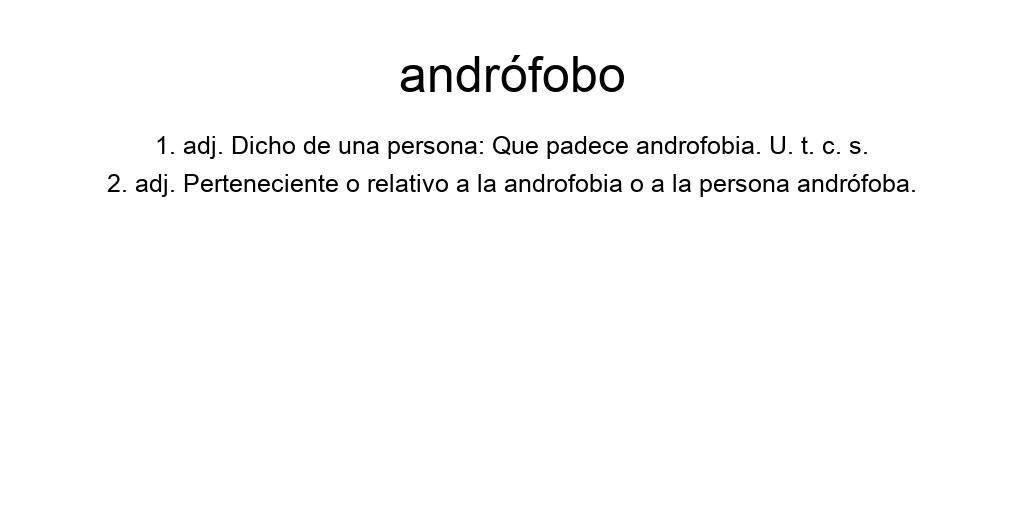 andrófobo
1. adj. Dicho de una persona: Que padece androfobia. U. t. c. s.
2. adj. Perteneciente o relativo a la androfobia o a la persona andrófoba.